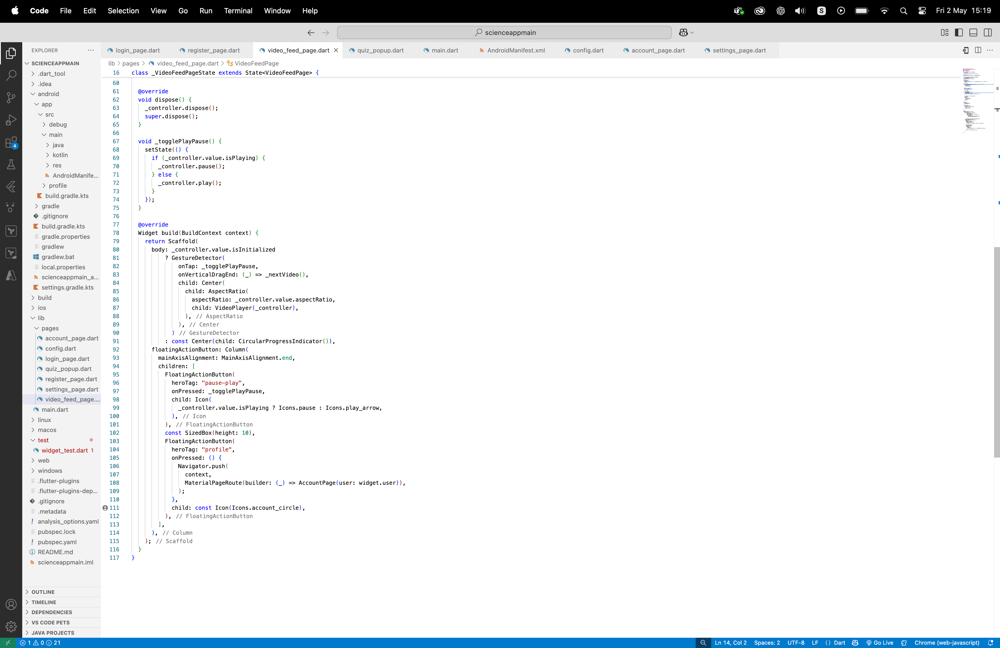 Code File Edit Selection View Go Run Terminal Window Help
S
Fri 2 May 15:19
scienceappmain
EXPLORER
login_page.dart
register_page.dart
video_feed_page.dart
quiz_popup.dart
main.dart
AndroidManifest.xml
config.dart
account_page.dart
settings_page.dart
lib > pages > video_feed_page.dart > VideoFeedPage
SCIENCEAPPMAIN
.dart_tool
.idea
android
app
src
debug
main
java
kotlin
res
AndroidManife...
profile
build.gradle.kts
gradle
.gitignore
build.gradle.kts
gradle.properties
gradlew
gradlew.bat
local.properties
scienceappmain_a...
settings.gradle.kts
build
ios
lib
pages
account_page.dart
config.dart
login_page.dart
quiz_popup.dart
register_page.dart
settings_page.dart
video_feed_page....
main.dart
linux
macos
test
widget_test.dart 1
web
windows
.flutter-plugins
.flutter-plugins-dep...
.gitignore
.metadata
! analysis_options.yaml
pubspec.lock
! pubspec.yaml
README.md
scienceappmain.iml
OUTLINE
TIMELINE
DEPENDENCIES
VS CODE PETS
JAVA PROJECTS
4
16 class _VideoFeedPageState extends State<VideoFeedPage> {
60
61 @override
62 void dispose() {
63 _controller.dispose();
64 super.dispose();
65 }
66
67 void _togglePlayPause() {
68 setState(() {
69 if (_controller.value.isPlaying) {
70 _controller.pause();
71 } else {
72 _controller.play();
73 }
74 });
75 }
76
77 @override
78 Widget build(BuildContext context) {
79 return Scaffold(
80 body: _controller.value.isInitialized
81 ? GestureDetector(
82 onTap: _togglePlayPause,
83 onVerticalDragEnd: (_) => _nextVideo(),
84 child: Center(
85 child: AspectRatio(
86 aspectRatio: _controller.value.aspectRatio,
87 child: VideoPlayer(_controller),
88 ), // AspectRatio
89 ), // Center
90 ) // GestureDetector
91 : const Center(child: CircularProgressIndicator()),
92 floatingActionButton: Column(
93 mainAxisAlignment: MainAxisAlignment.end,
94 children: [
95 FloatingActionButton(
96 heroTag: "pause-play",
97 onPressed: _togglePlayPause,
98 child: Icon(
99 _controller.value.isPlaying ? Icons.pause : Icons.play_arrow,
100 ), // Icon
101 ), // FloatingActionButton
102 const SizedBox(height: 10),
103 FloatingActionButton(
104 heroTag: "profile",
105 onPressed: () {
106 Navigator.push(
107 context,
108 MaterialPageRoute(builder: (_) => AccountPage(user: widget.user)),
109 );
110 },
111 child: const Icon(Icons.account_circle),
112 ), // FloatingActionButton
113 ],
114 ), // Column
115 ); // Scaffold
116 }
117 }
1 0 21
Ln 14, Col 2 Spaces: 2 UTF-8 LF {} Dart Go Live Chrome (web-javascript)